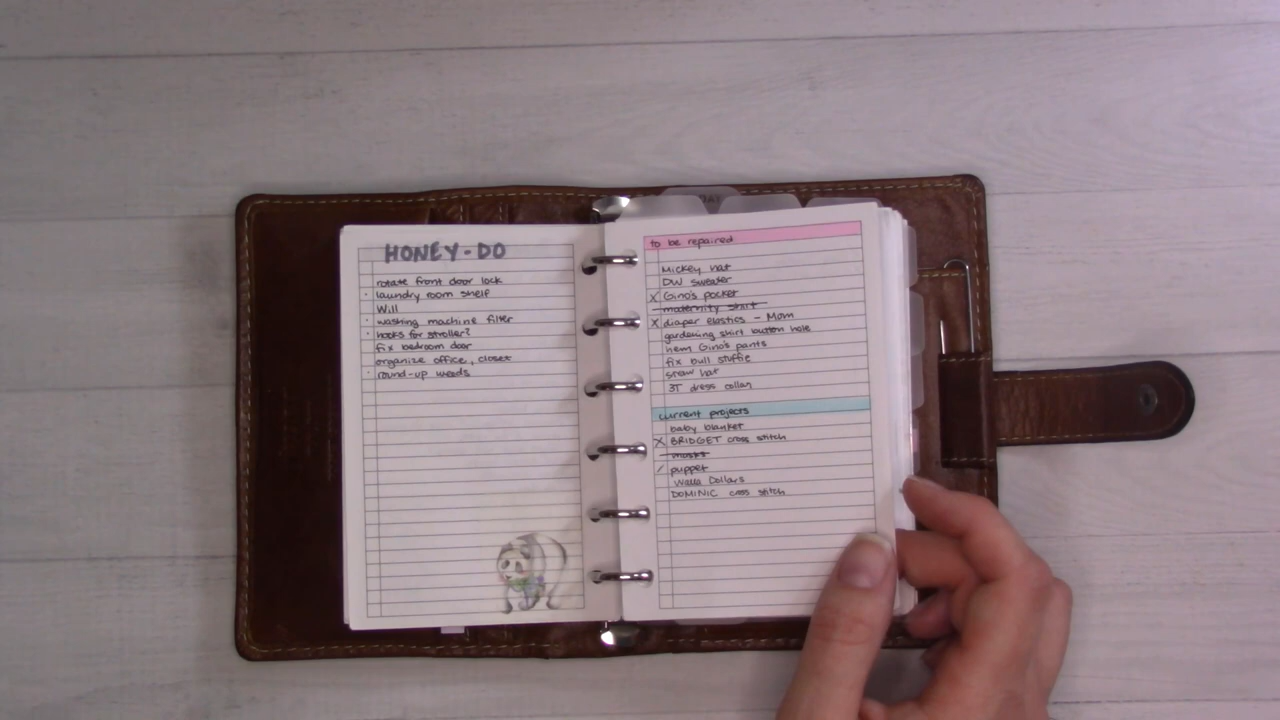 HONEY-DO
rotate front door lock
· laundry room shelf
Will
· washing machine filter
· hooks for stroller?
fix bedroom door
organize office, closet
· round-up weeds
to be repaired
Mickey hat
DW sweater
X Gino's pocket
maternity shirt
X diaper elastics - Mom
gardening shirt button hole
hem Gino's pants
fix bull stuffie
straw hat
3T dress collar
current projects
baby blanket
X BRIDGET cross stitch
masks
/ puppet
Walla Dollars
DOMINIC cross stitch